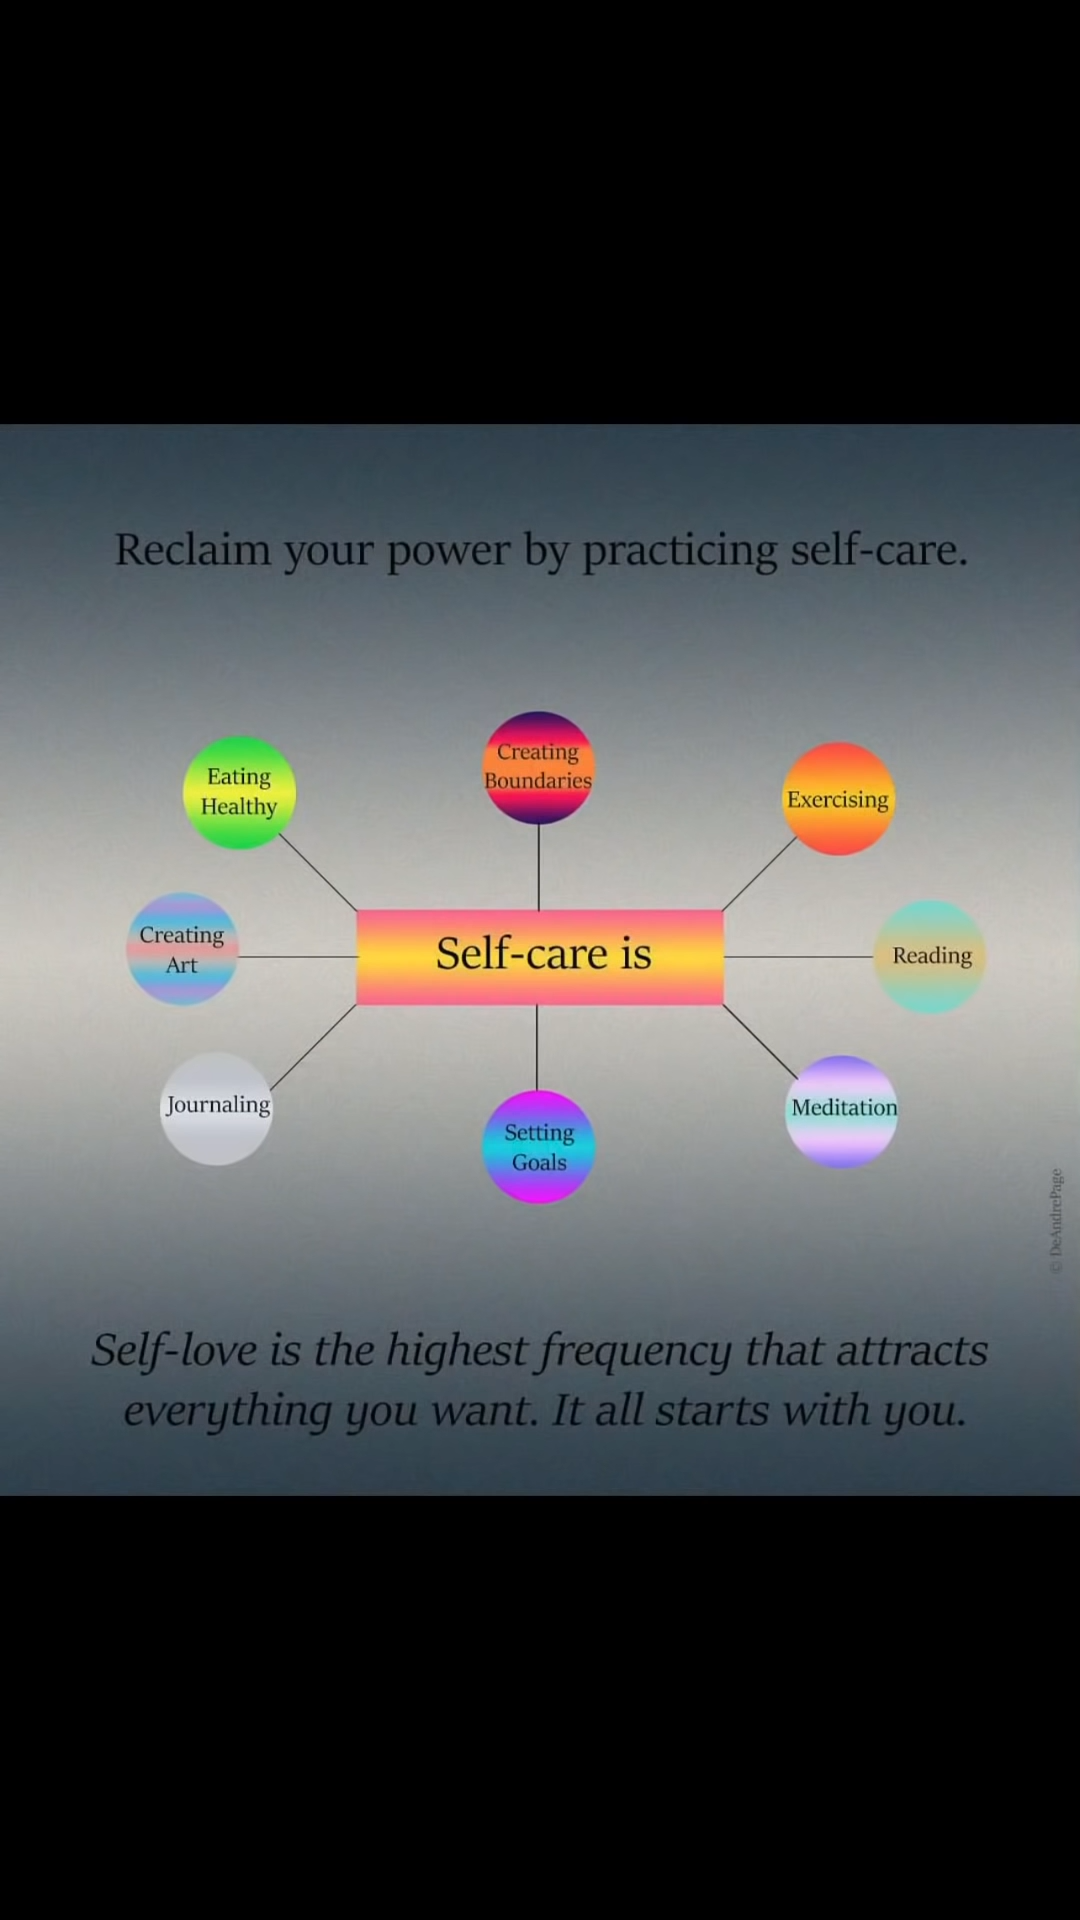 Reclaim your power by practicing self-care.
Eating
Healthy
Creating
Boundaries
Exercising
Creating
Art
Self-care is
Reading
Journaling
Setting
Goals
Meditation
© DeAndrePage
Self-love is the highest frequency that attracts
everything you want. It all starts with you.